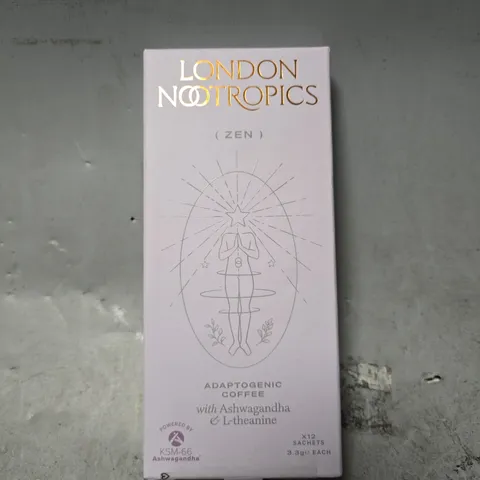 LONDON
NOOTROPICS
( ZEN )
ADAPTOGENIC
COFFEE
with Ashwagandha
& L-theanine
POWERED BY
KSM-66
Ashwagandha
X12
SACHETS
3.3g℮ EACH